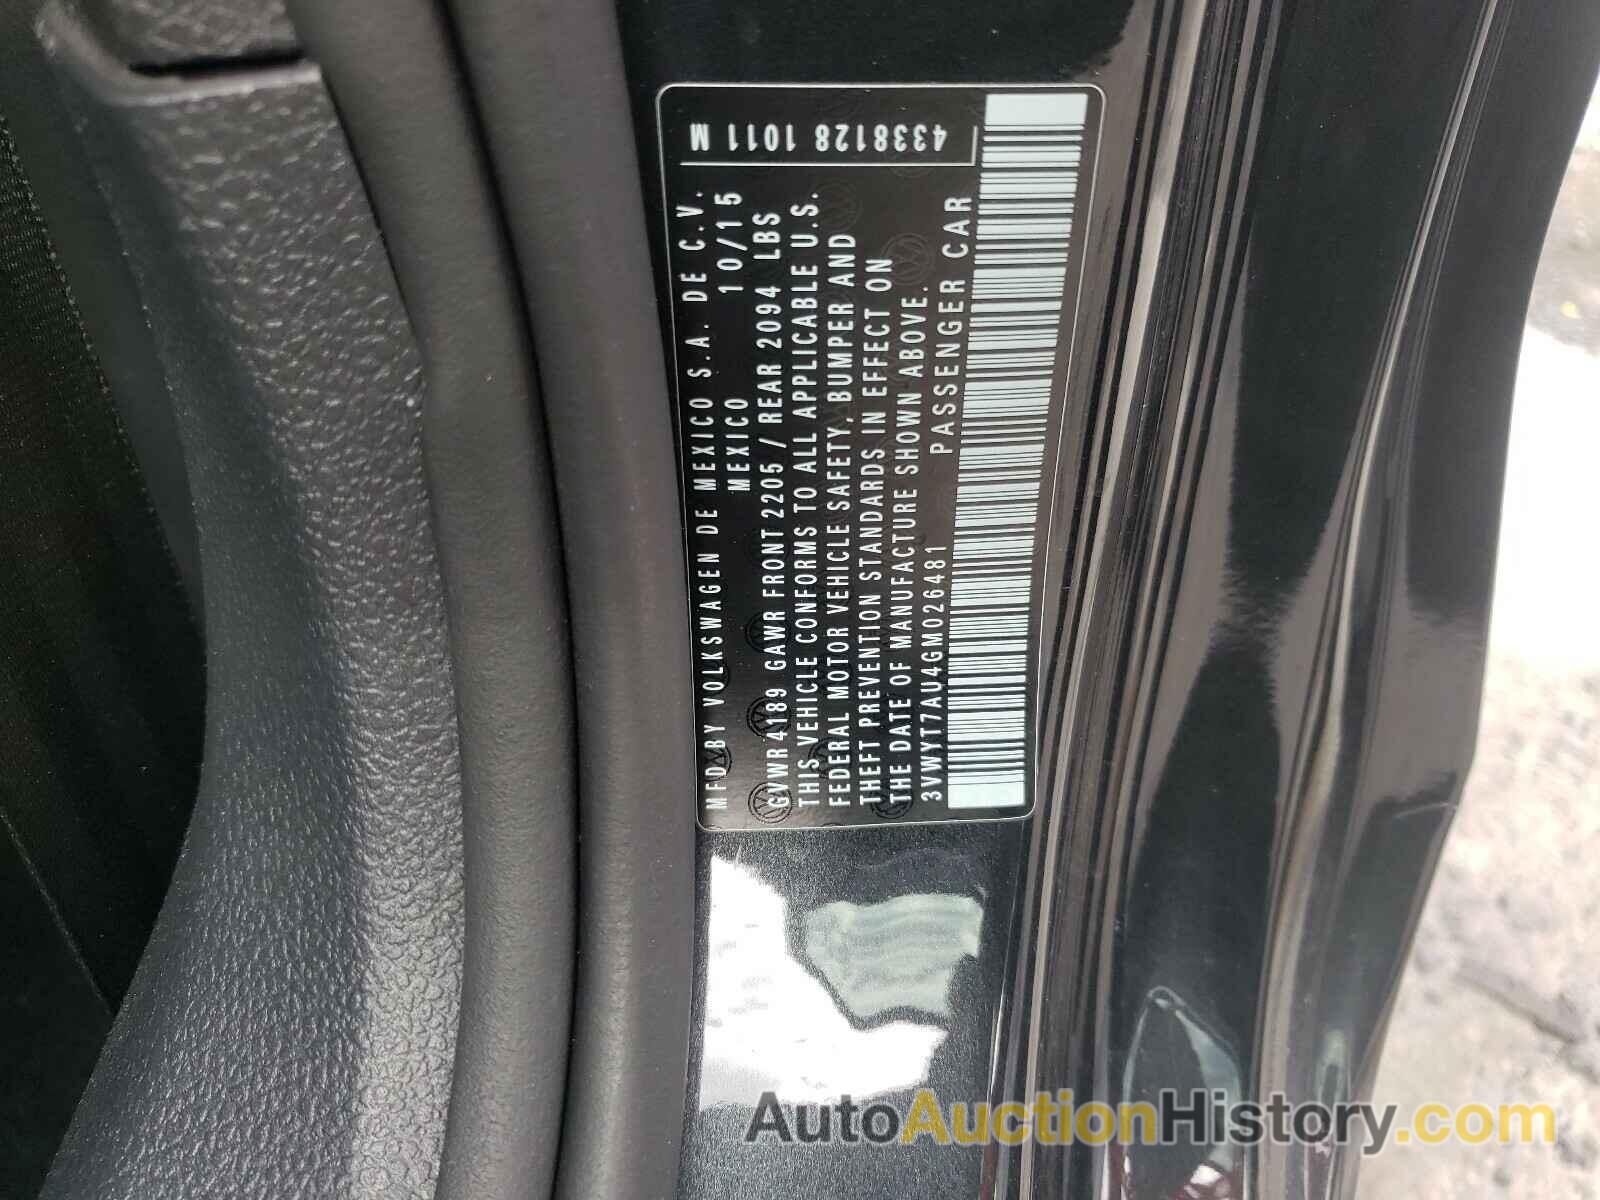 MFD BY VOLKSWAGEN DE MEXICO S.A. DE C.V.
MEXICO 10/15
GVWR 4189 GAWR FRONT 2205 / REAR 2094 LBS
THIS VEHICLE CONFORMS TO ALL APPLICABLE U.S.
FEDERAL MOTOR VEHICLE SAFETY, BUMPER AND
THEFT PREVENTION STANDARDS IN EFFECT ON
THE DATE OF MANUFACTURE SHOWN ABOVE.
3VWYT7AU4GM026481 PASSENGER CAR
4338128 1011 M
AutoAuctionHistory.com